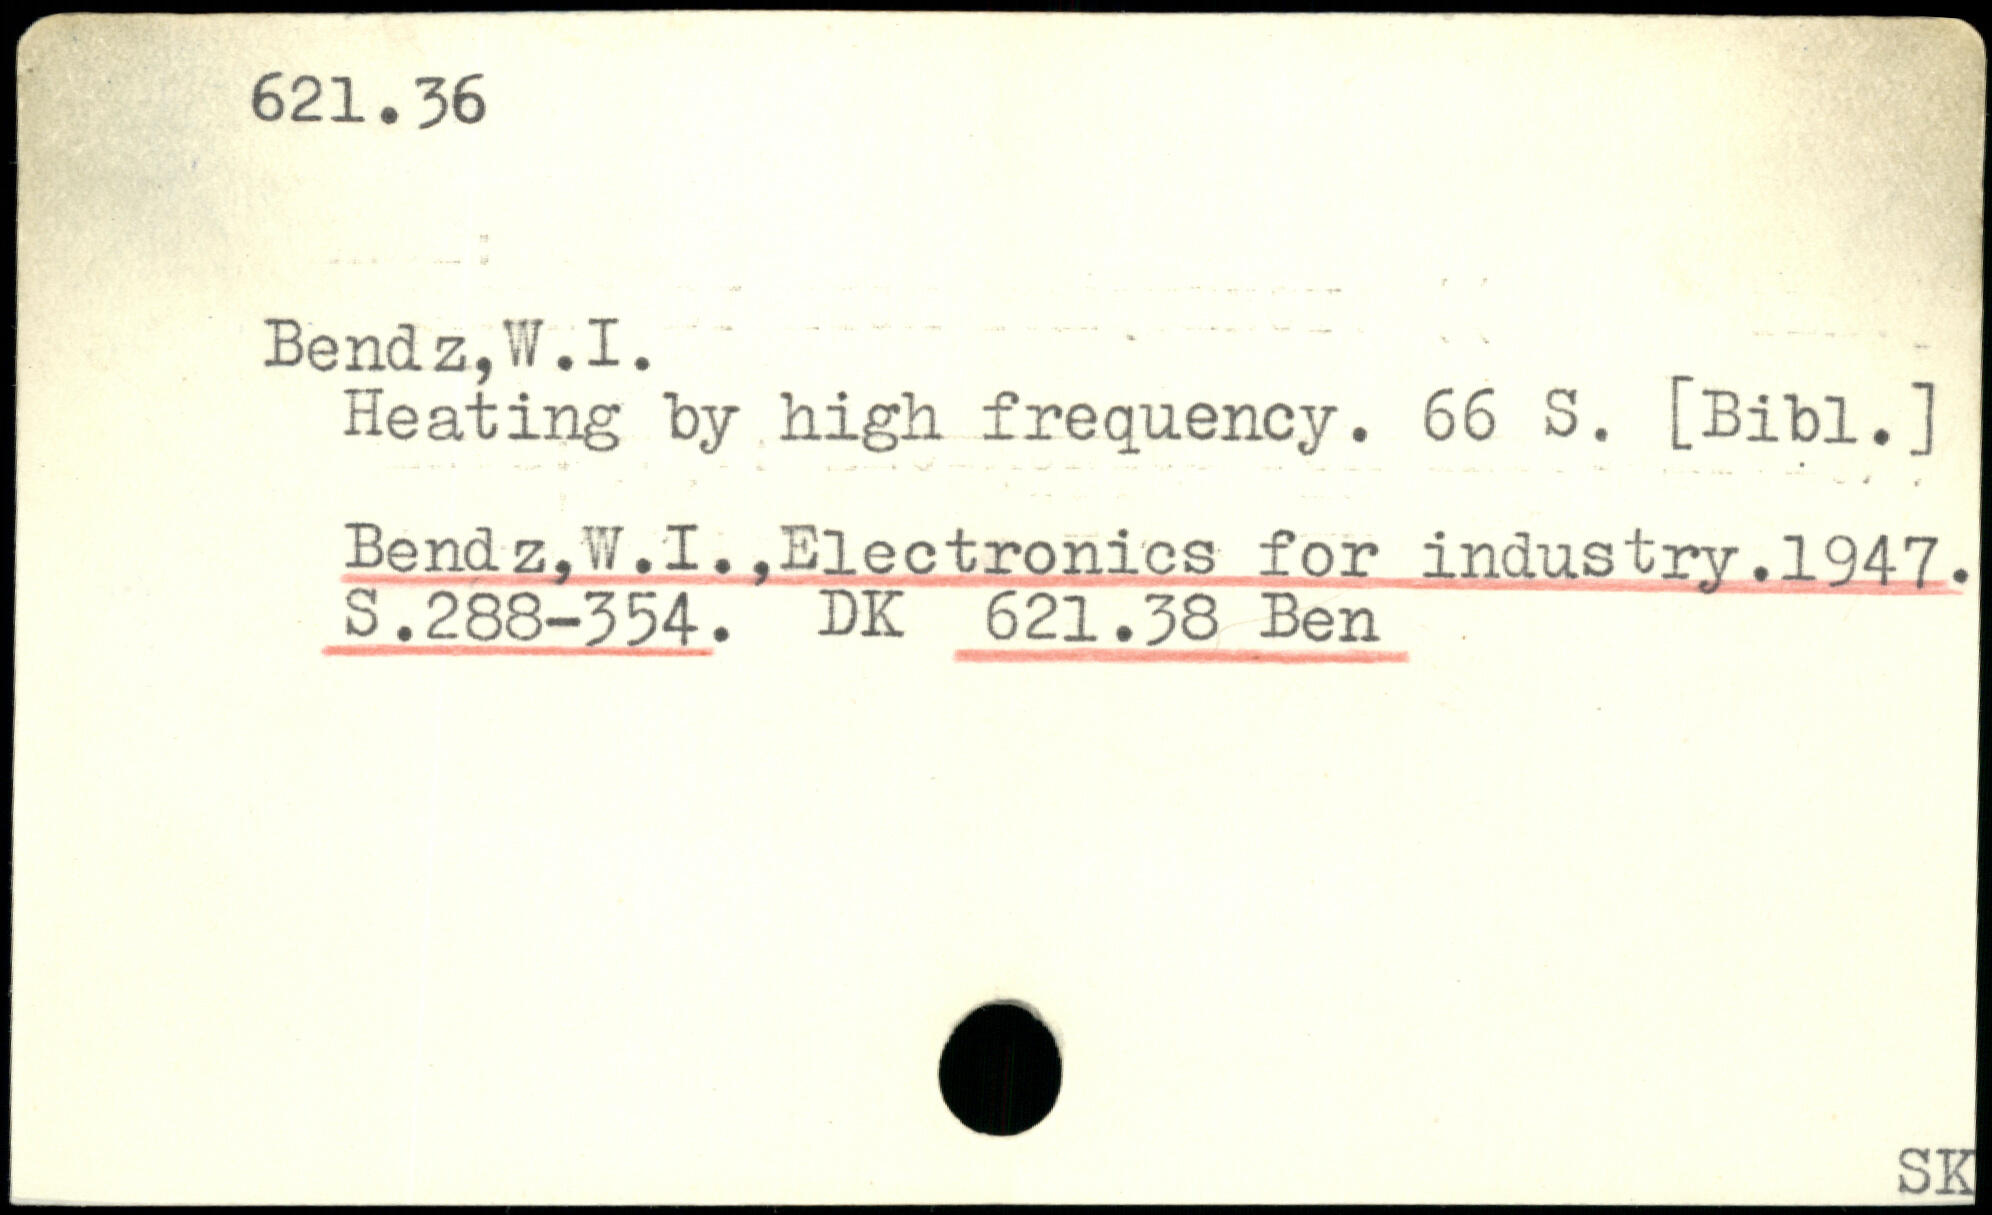 621.36
Bendz,W.I.
Heating by high frequency. 66 S. [Bibl.]
Bendz,W.I.,Electronics for industry.1947.
S.288-354. DK 621.38 Ben
SK